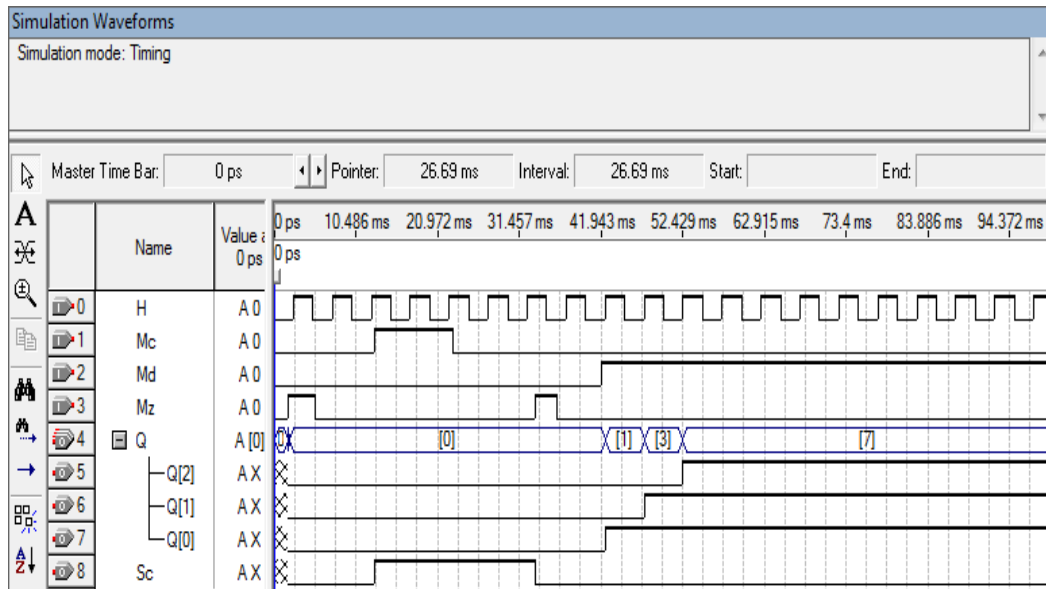 Simulation Waveforms
Simulation mode: Timing
Master Time Bar: 0 ps Pointer: 26.69 ms Interval: 26.69 ms Start: End:
Name Value a 0 ps
0 ps 10.486 ms 20.972 ms 31.457 ms 41.943 ms 52.429 ms 62.915 ms 73.4 ms 83.886 ms 94.372 ms
0 ps
0 H A 0
1 Mc A 0
2 Md A 0
3 Mz A 0
4 Q A [0] [0] [1] [3] [7]
5 Q[2] A X
6 Q[1] A X
7 Q[0] A X
8 Sc A X